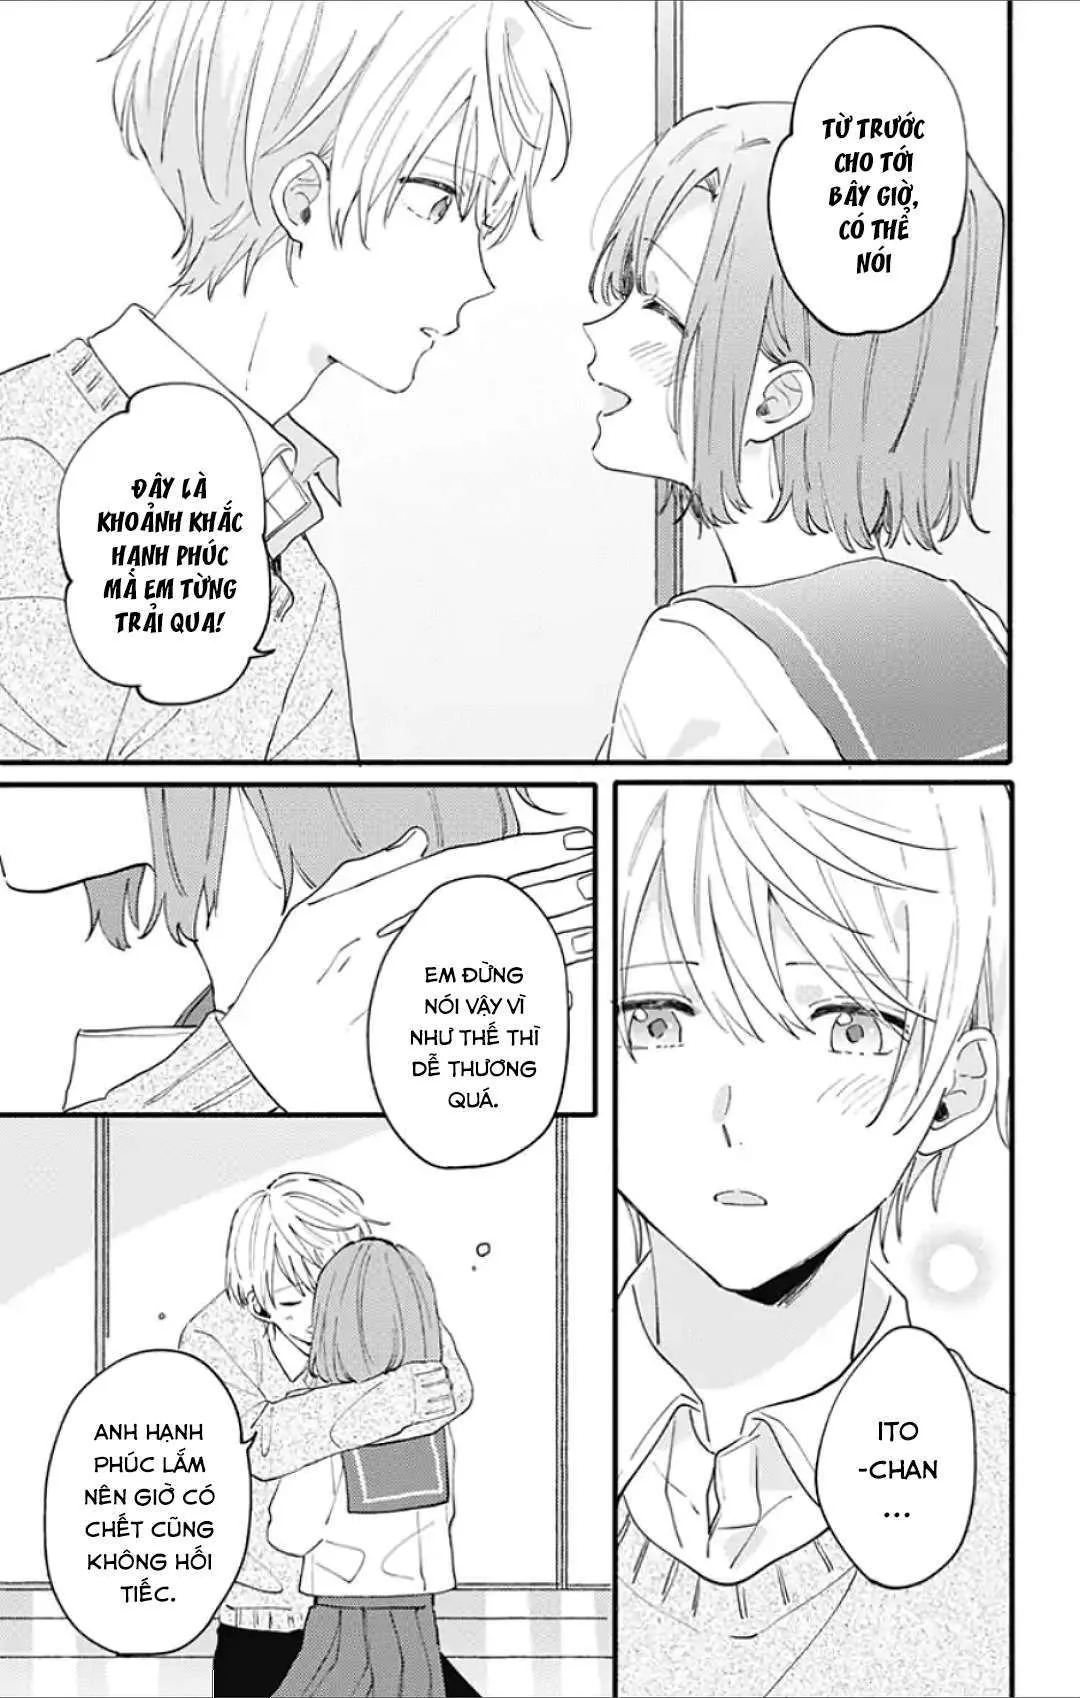 TỪ TRƯỚC
CHO TỚI
BÂY GIỜ,
CÓ THỂ
NÓI
ĐÂY LÀ
KHOẢNH KHẮC
HẠNH PHÚC
MÀ EM TỪNG
TRẢI QUA!
ITO
-CHAN
...
EM ĐỪNG
NÓI VẬY VÌ
NHƯ THẾ THÌ
DỄ THƯƠNG
QUÁ.
ANH HẠNH
PHÚC LẮM
NÊN GIỜ CÓ
CHẾT CŨNG
KHÔNG HỐI
TIẾC.